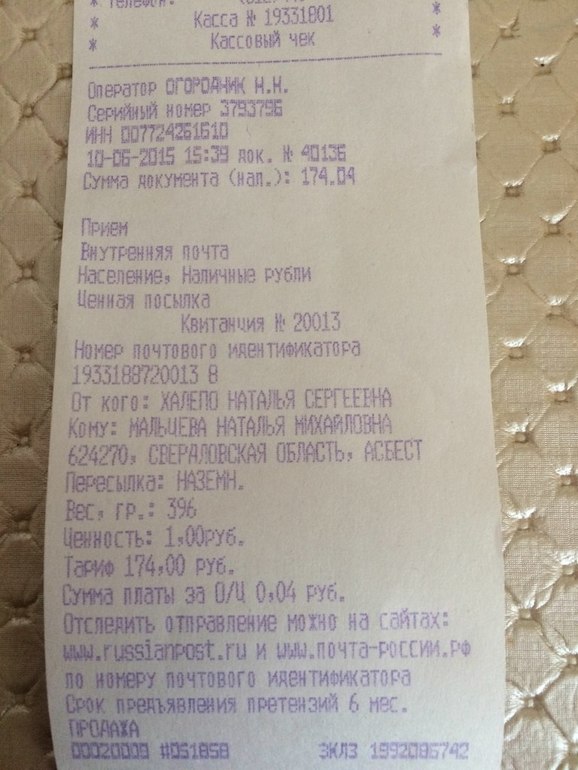 * Телефон: *
* Касса № 19331801 *
* Кассовый чек *
Оператор ОГОРОДНИК Н.Н.
Серийный номер 3793796
ИНН 007724261610
10-06-2015 15:39 док. № 40136
Сумма документа (нал.): 174.04
Прием
Внутренняя почта
Население, Наличные рубли
Ценная посылка
Квитанция № 20013
Номер почтового идентификатора
1933188720013 8
От кого: ХАЛЕПО НАТАЛЬЯ СЕРГЕЕВНА
Кому: МАЛЬЦЕВА НАТАЛЬЯ МИХАЙЛОВНА
624270, СВЕРДЛОВСКАЯ ОБЛАСТЬ, АСБЕСТ
Пересылка: НАЗЕМН.
Вес, гр.: 396
Ценность: 1,00руб.
Тариф 174,00 руб.
Сумма платы за О/Ц 0,04 руб.
Отследить отправление можно на сайтах:
www.russianpost.ru и www.почта-россии.рф
по номеру почтового идентификатора
Срок предъявления претензий 6 мес.
ПРОДАЖА
00020009 #051858 ЭКЛЗ 1992086742